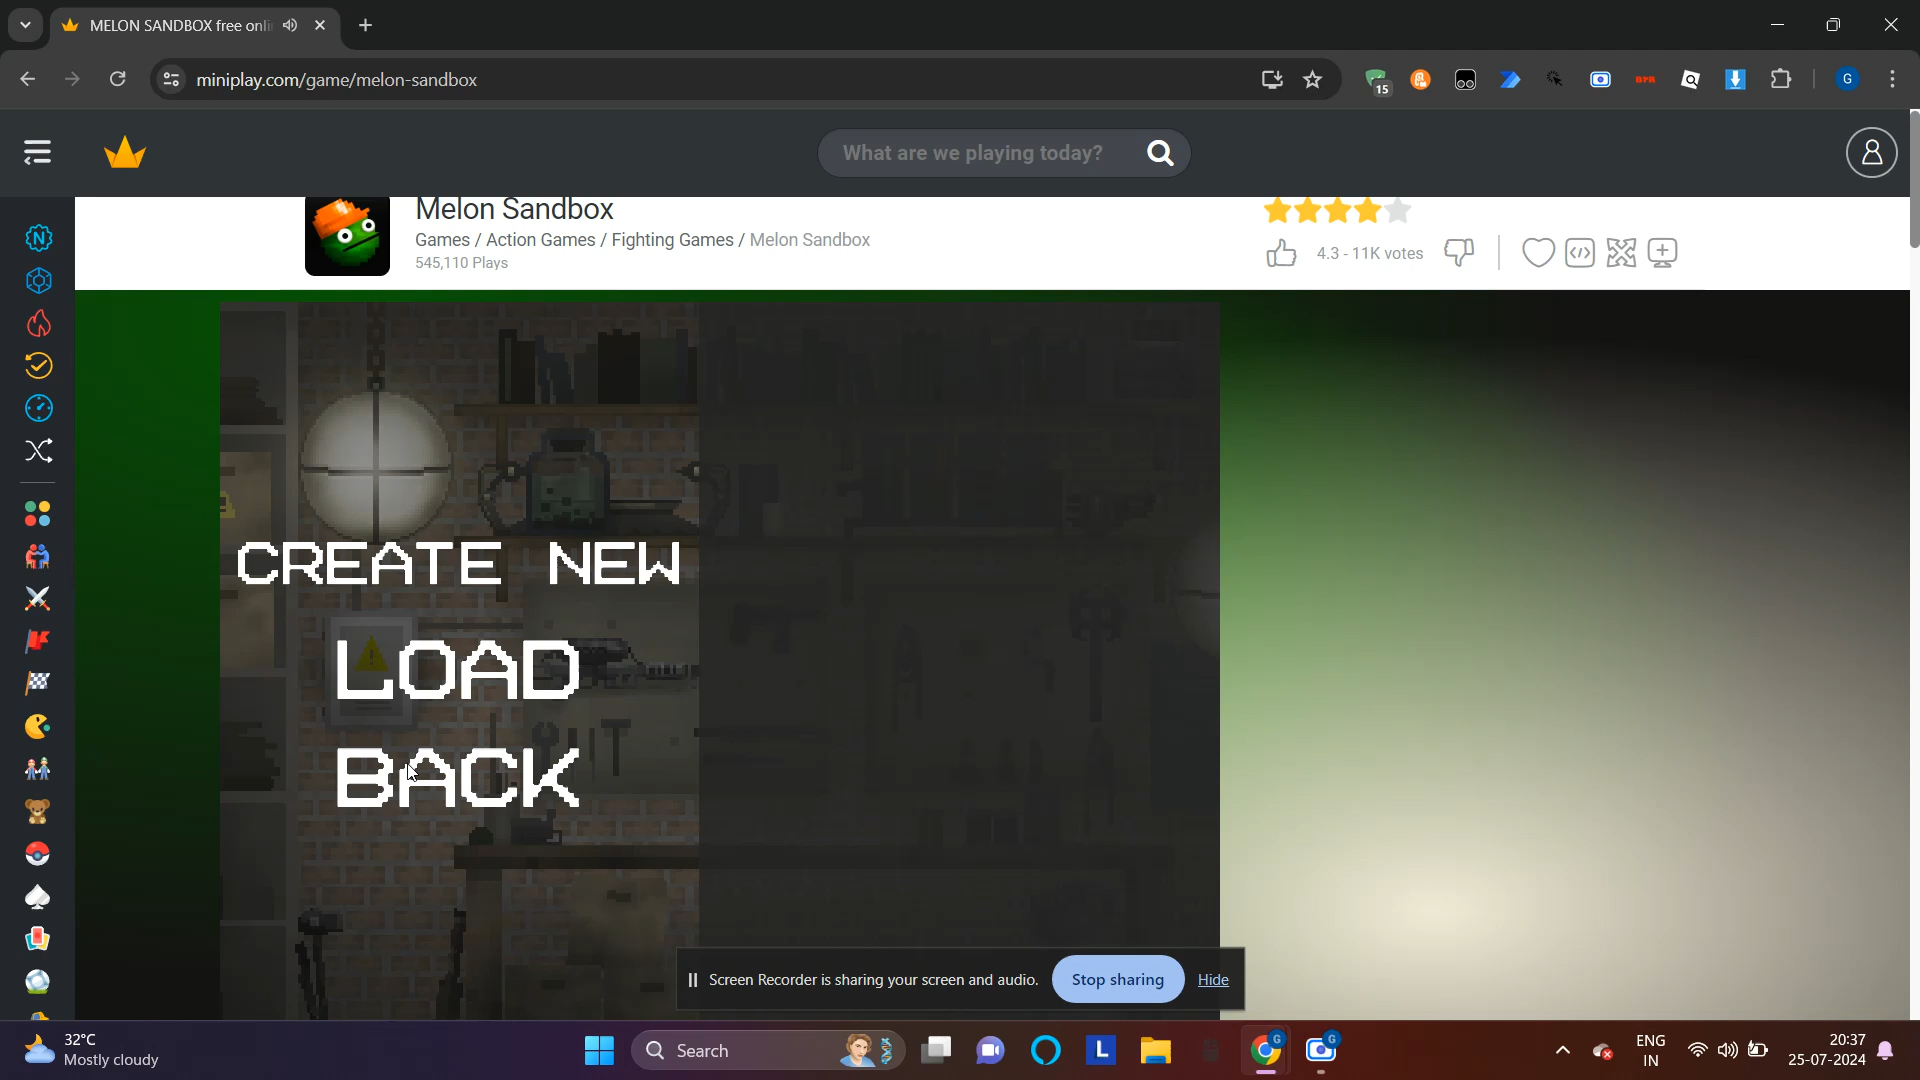 MELON SANDBOX free onli
miniplay.com/game/melon-sandbox
15
BPR
G
What are we playing today?
Melon Sandbox
Games / Action Games / Fighting Games / Melon Sandbox
545,110 Plays
4.3 - 11K votes
N
CREATE NEW
LOAD
BACK
Screen Recorder is sharing your screen and audio.
Stop sharing
Hide
32°C
Mostly cloudy
Search
L
G
G
ENG
IN
20:37
25-07-2024